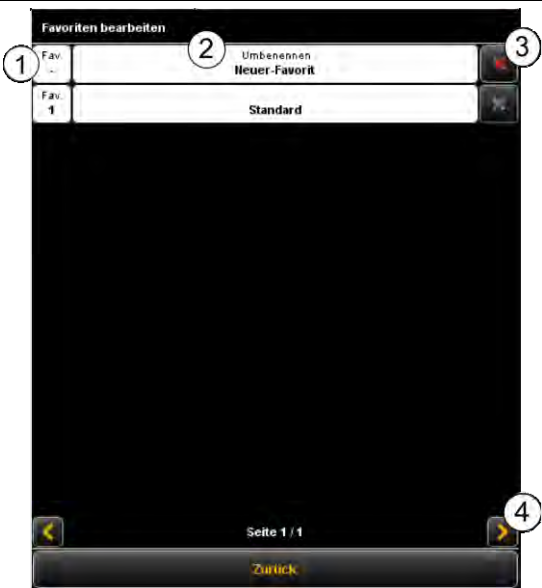 Favoriten bearbeiten
1
Fav.
-
2
Umbenennen
Neuer-Favorit
3
Fav.
1
Standard
Seite 1 / 1
4
Zurück